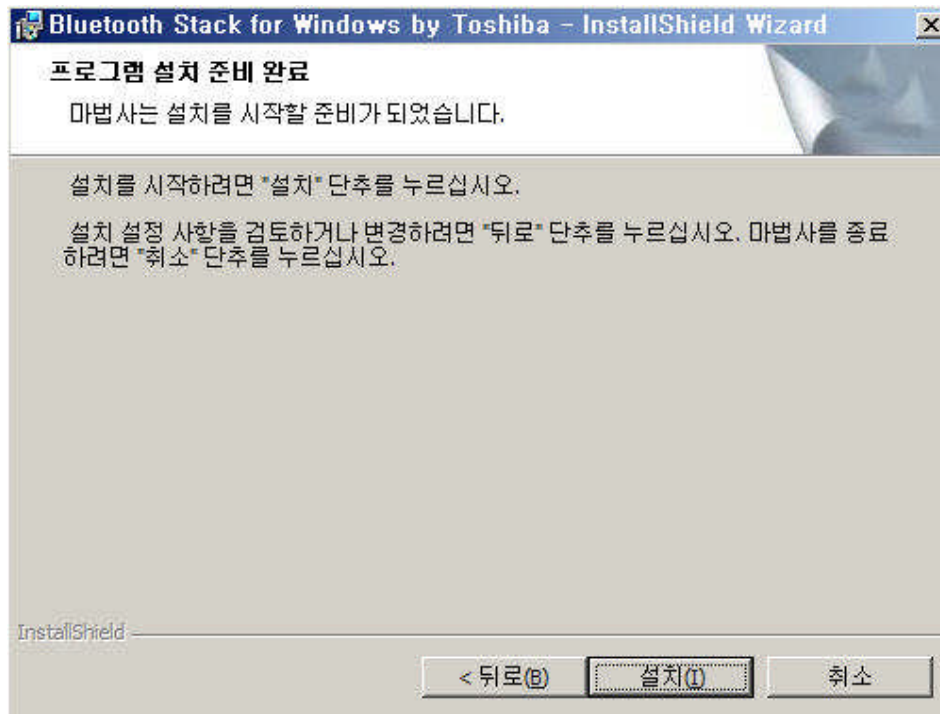 Bluetooth Stack for Windows by Toshiba - InstallShield Wizard
프로그램 설치 준비 완료
마법사는 설치를 시작할 준비가 되었습니다.
설치를 시작하려면 "설치" 단추를 누르십시오.
설치 설정 사항을 검토하거나 변경하려면 "뒤로" 단추를 누르십시오. 마법사를 종료
하려면 "취소" 단추를 누르십시오.
InstallShield
< 뒤로(B) 설치(I) 취소